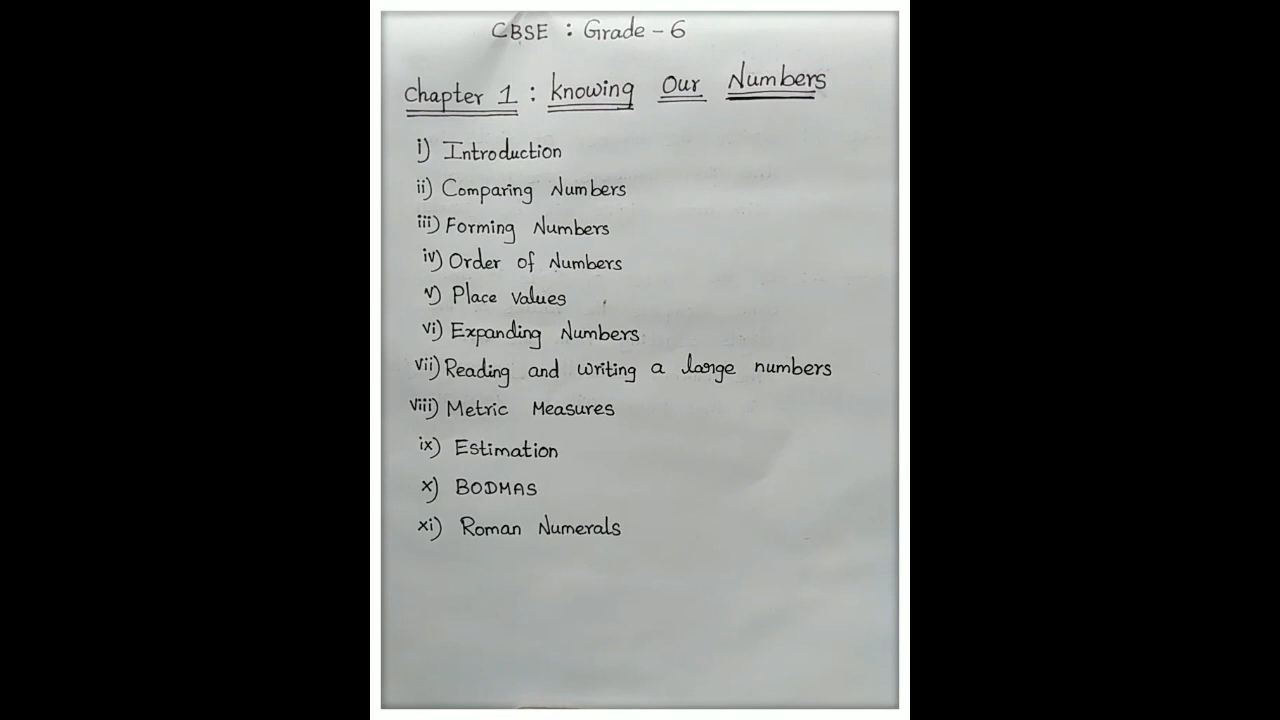 CBSE : Grade - 6
Chapter 1 : Knowing Our Numbers
i) Introduction
ii) Comparing Numbers
iii) Forming Numbers
iv) Order of Numbers
v) Place values
vi) Expanding Numbers
vii) Reading and writing a large numbers
viii) Metric Measures
ix) Estimation
x) BODMAS
xi) Roman Numerals